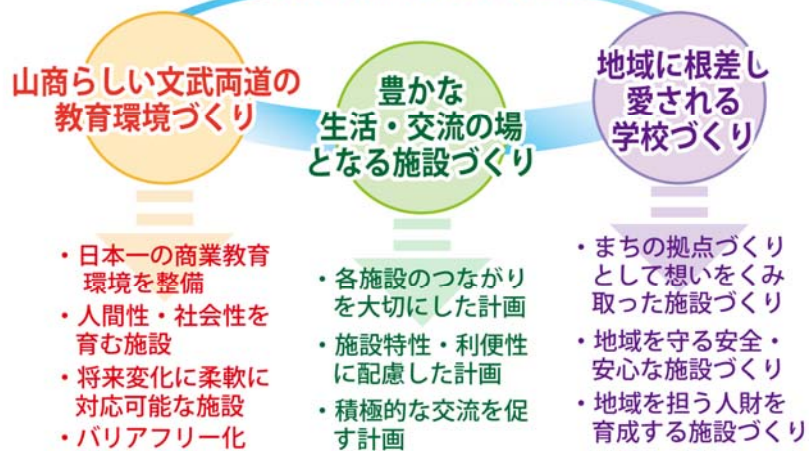 山商らしい文武両道の
教育環境づくり
・日本一の商業教育
環境を整備
・人間性・社会性を
育む施設
・将来変化に柔軟に
対応可能な施設
・バリアフリー化
豊かな
生活・交流の場
となる施設づくり
・各施設のつながり
を大切にした計画
・施設特性・利便性
に配慮した計画
・積極的な交流を促
す計画
地域に根差し
愛される
学校づくり
・まちの拠点づくり
として想いをくみ
取った施設づくり
・地域を守る安全・
安心な施設づくり
・地域を担う人財を
育成する施設づくり